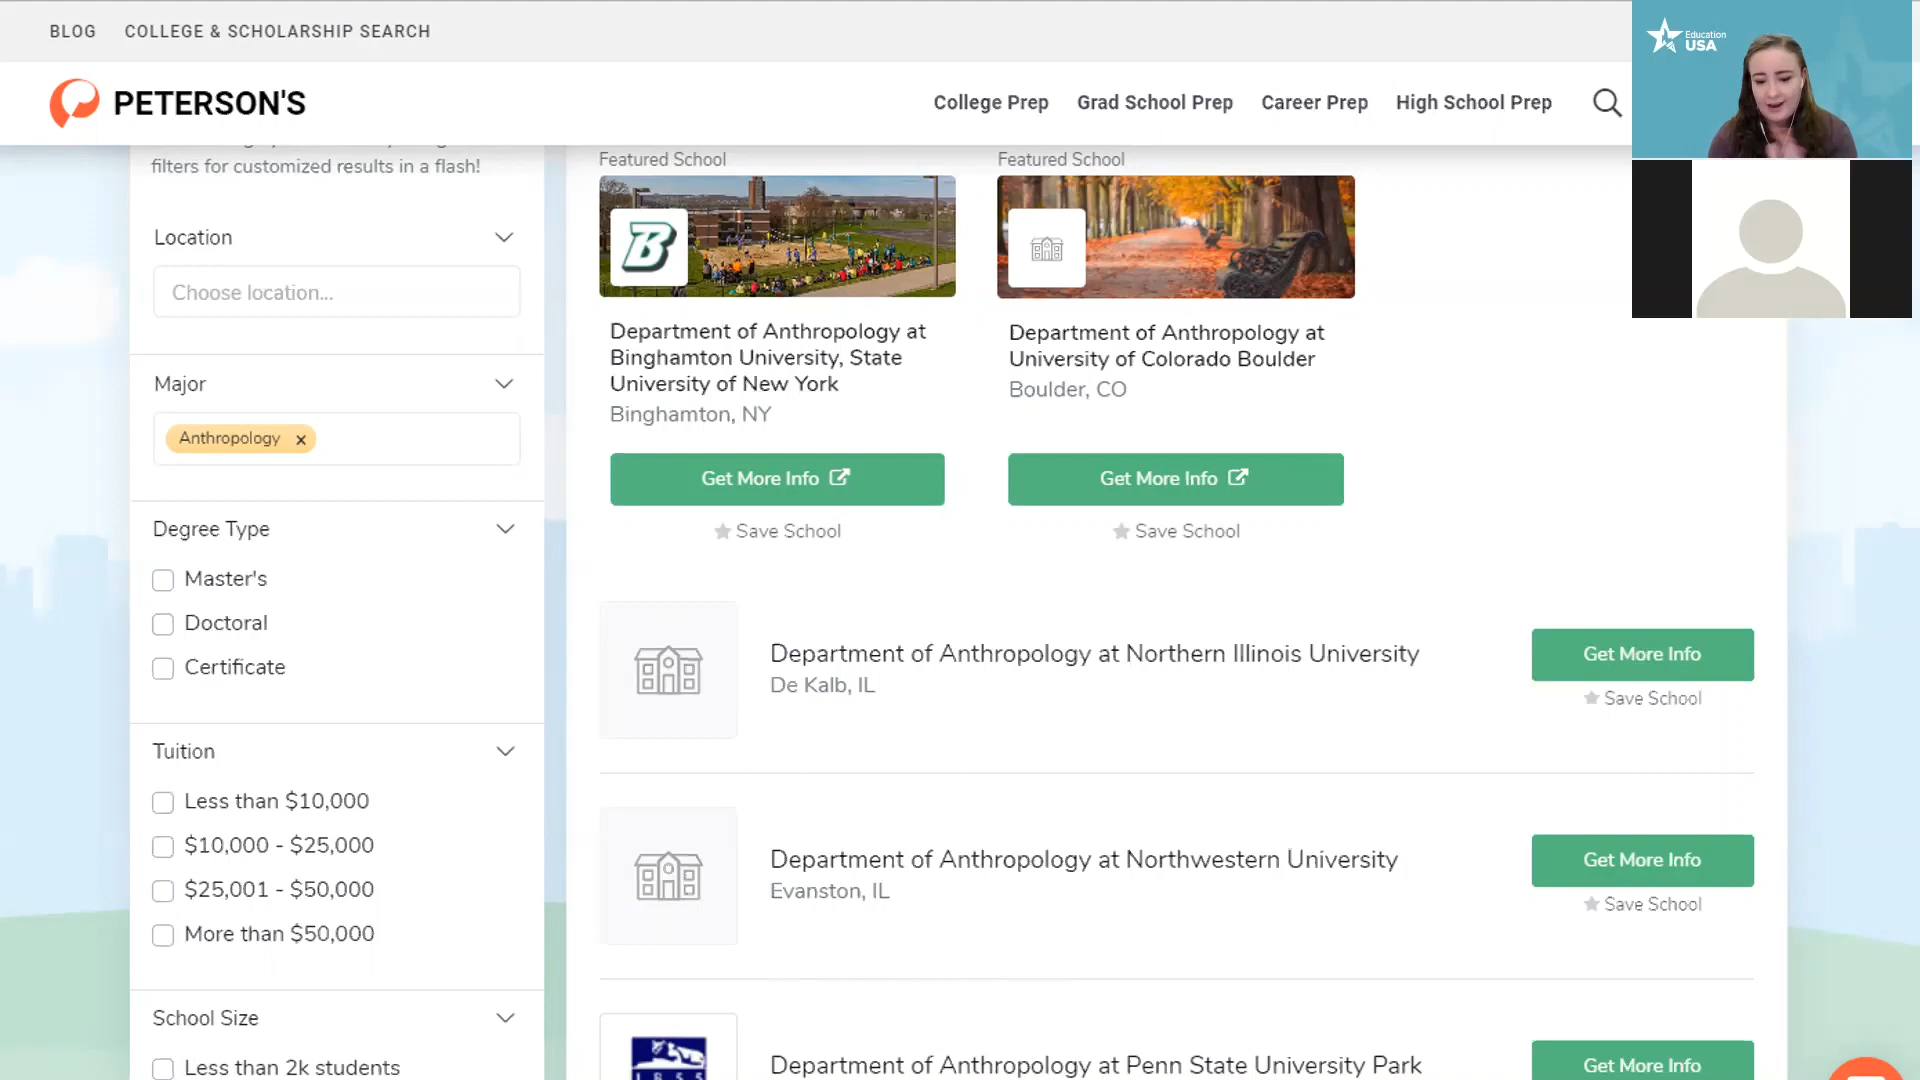 BLOG
COLLEGE & SCHOLARSHIP SEARCH
Education
USA
PETERSON'S
College Prep
Grad School Prep
Career Prep
High School Prep
filters for customized results in a flash!
Location
Choose location...
Major
Anthropology ×
Degree Type
Master's
Doctoral
Certificate
Tuition
Less than $10,000
$10,000 - $25,000
$25,001 - $50,000
More than $50,000
School Size
Less than 2k students
Featured School
B
Department of Anthropology at
Binghamton University, State
University of New York
Binghamton, NY
Get More Info
Save School
Featured School
Department of Anthropology at
University of Colorado Boulder
Boulder, CO
Get More Info
Save School
Department of Anthropology at Northern Illinois University
De Kalb, IL
Get More Info
Save School
Department of Anthropology at Northwestern University
Evanston, IL
Get More Info
Save School
1855
Department of Anthropology at Penn State University Park
Get More Info